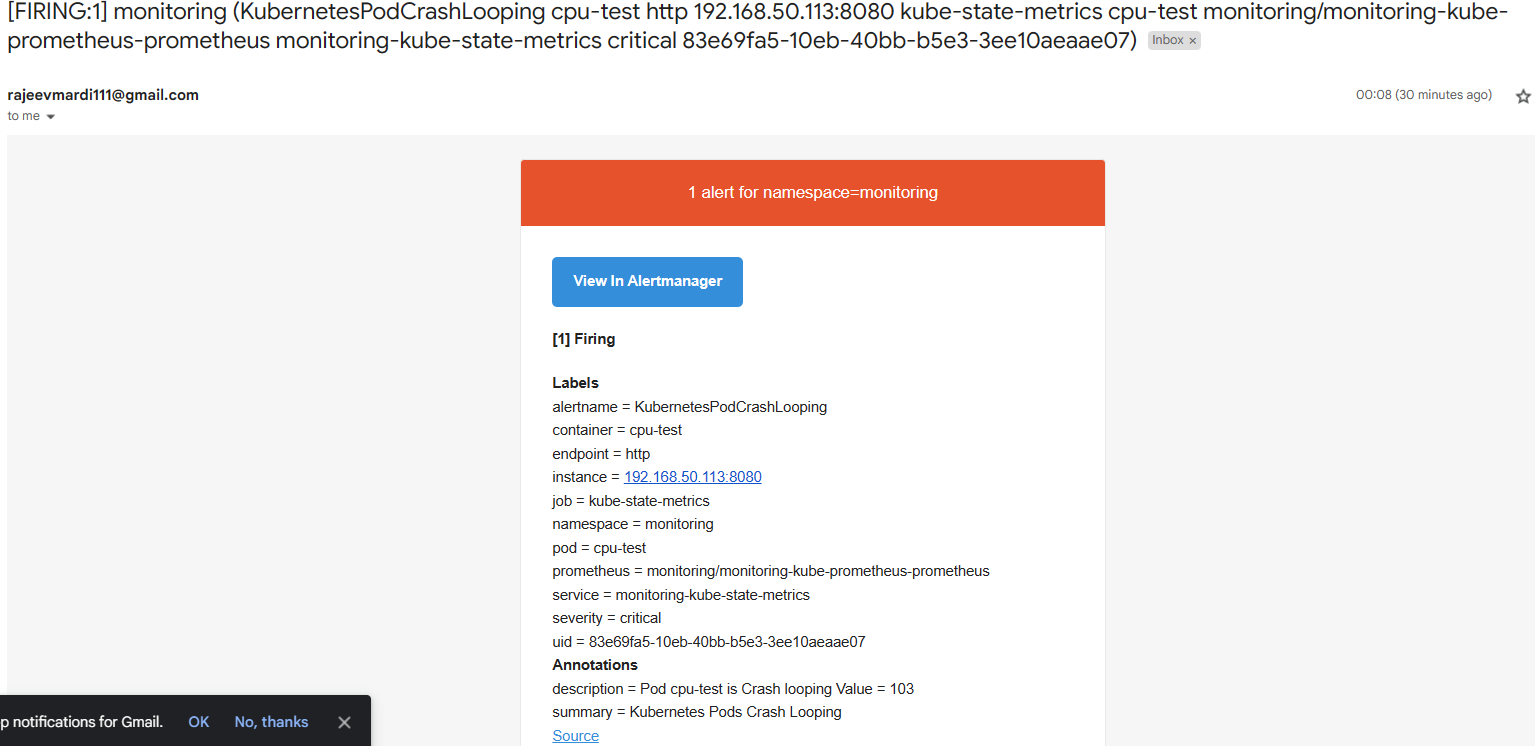 [FIRING:1] monitoring (KubernetesPodCrashLooping cpu-test http 192.168.50.113:8080 kube-state-metrics cpu-test monitoring/monitoring-kube-
prometheus-prometheus monitoring-kube-state-metrics critical 83e69fa5-10eb-40bb-b5e3-3ee10aeaae07) Inbox ×
rajeevmardi111@gmail.com 00:08 (30 minutes ago)
to me
1 alert for namespace=monitoring
View In Alertmanager
[1] Firing
Labels
alertname = KubernetesPodCrashLooping
container = cpu-test
endpoint = http
instance = 192.168.50.113:8080
job = kube-state-metrics
namespace = monitoring
pod = cpu-test
prometheus = monitoring/monitoring-kube-prometheus-prometheus
service = monitoring-kube-state-metrics
severity = critical
uid = 83e69fa5-10eb-40bb-b5e3-3ee10aeaae07
Annotations
description = Pod cpu-test is Crash looping Value = 103
summary = Kubernetes Pods Crash Looping
Source
p notifications for Gmail. OK No, thanks ×